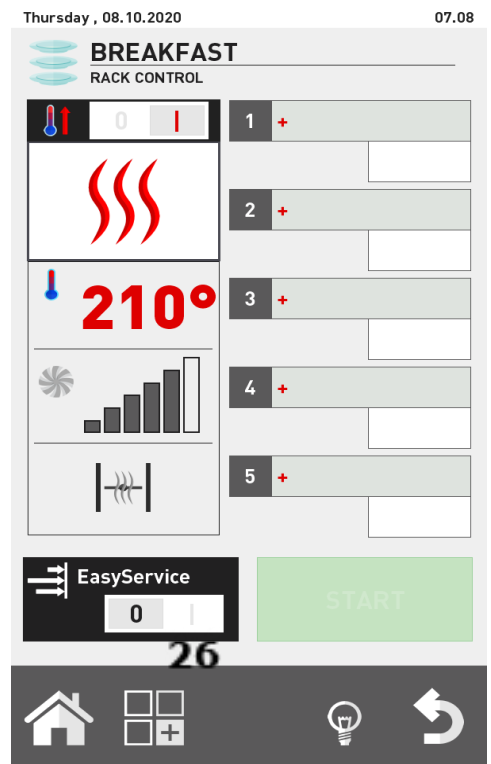 Thursday , 08.10.2020 07.08
BREAKFAST
RACK CONTROL
0 |
210°
1 +
2 +
3 +
4 +
5 +
EasyService
0 |
START
26